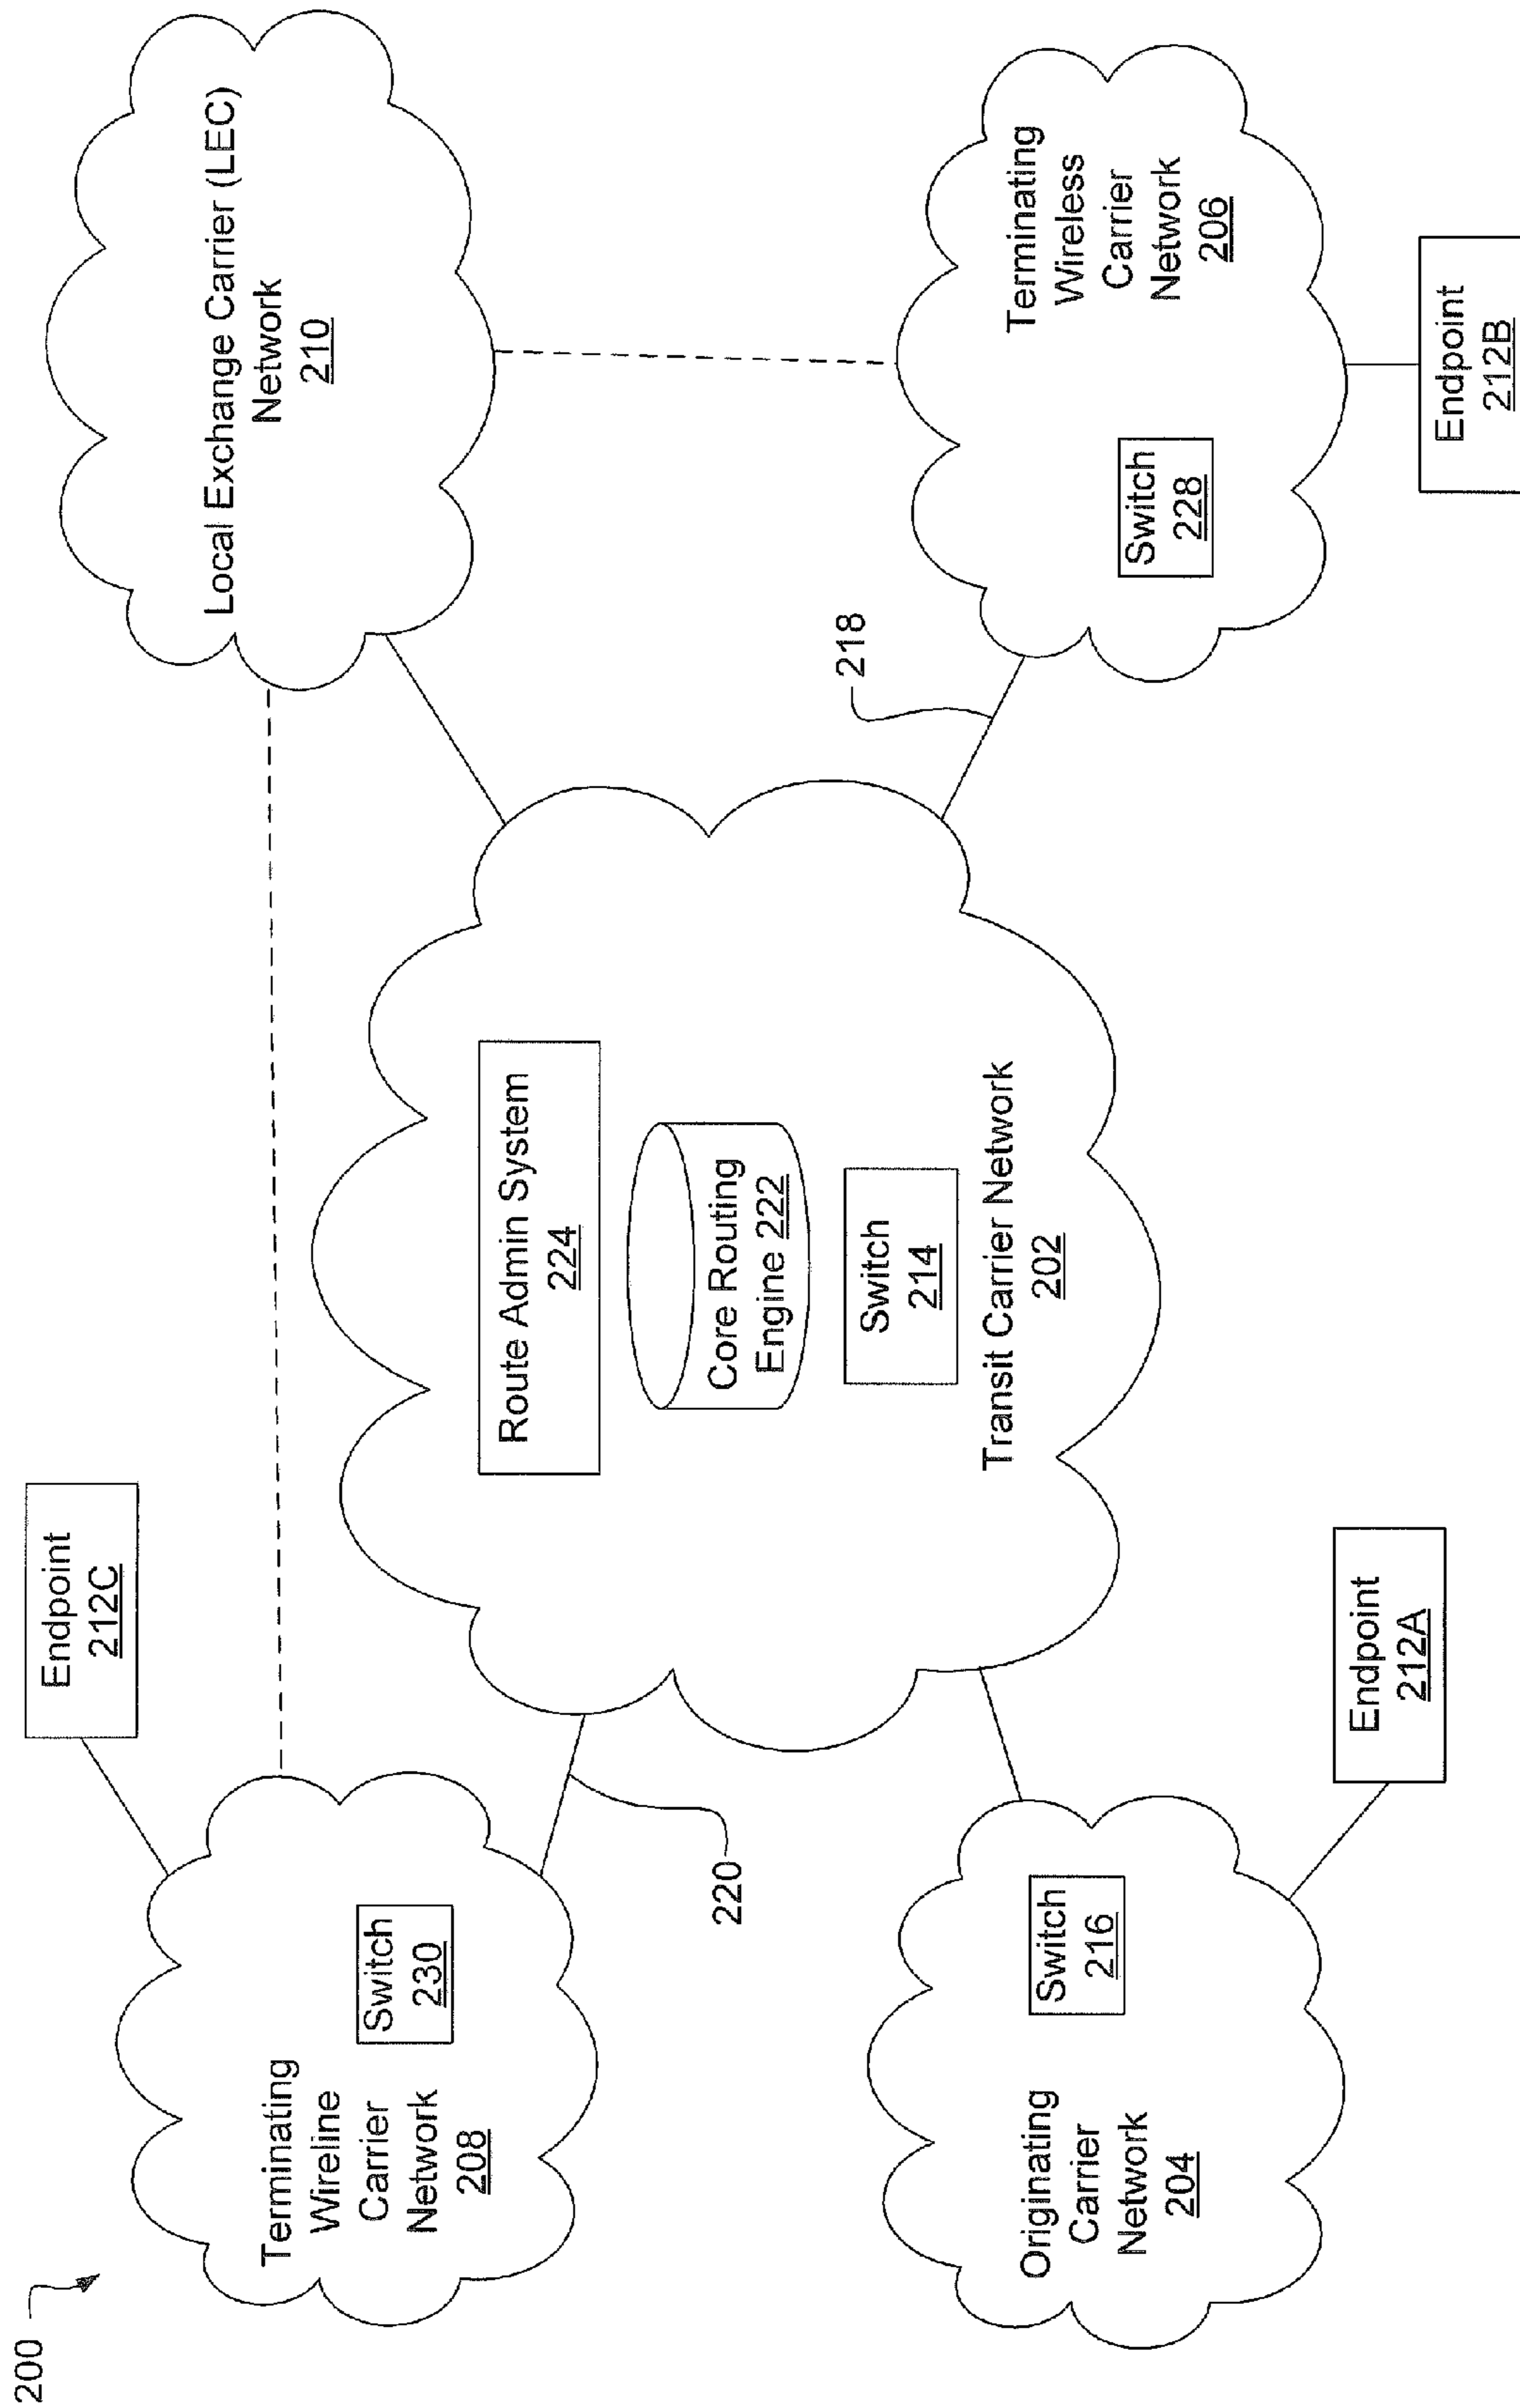 200
Endpoint
212C
Local Exchange Carrier (LEC)
Network
210
Terminating
Wireline
Carrier
Network
208
Switch
230
220
Route Admin System
224
Core Routing
Engine 222
Switch
214
Transit Carrier Network
202
218
Originating
Carrier
Network
204
Switch
216
Endpoint
212A
Switch
228
Terminating
Wireless
Carrier
Network
206
Endpoint
212B